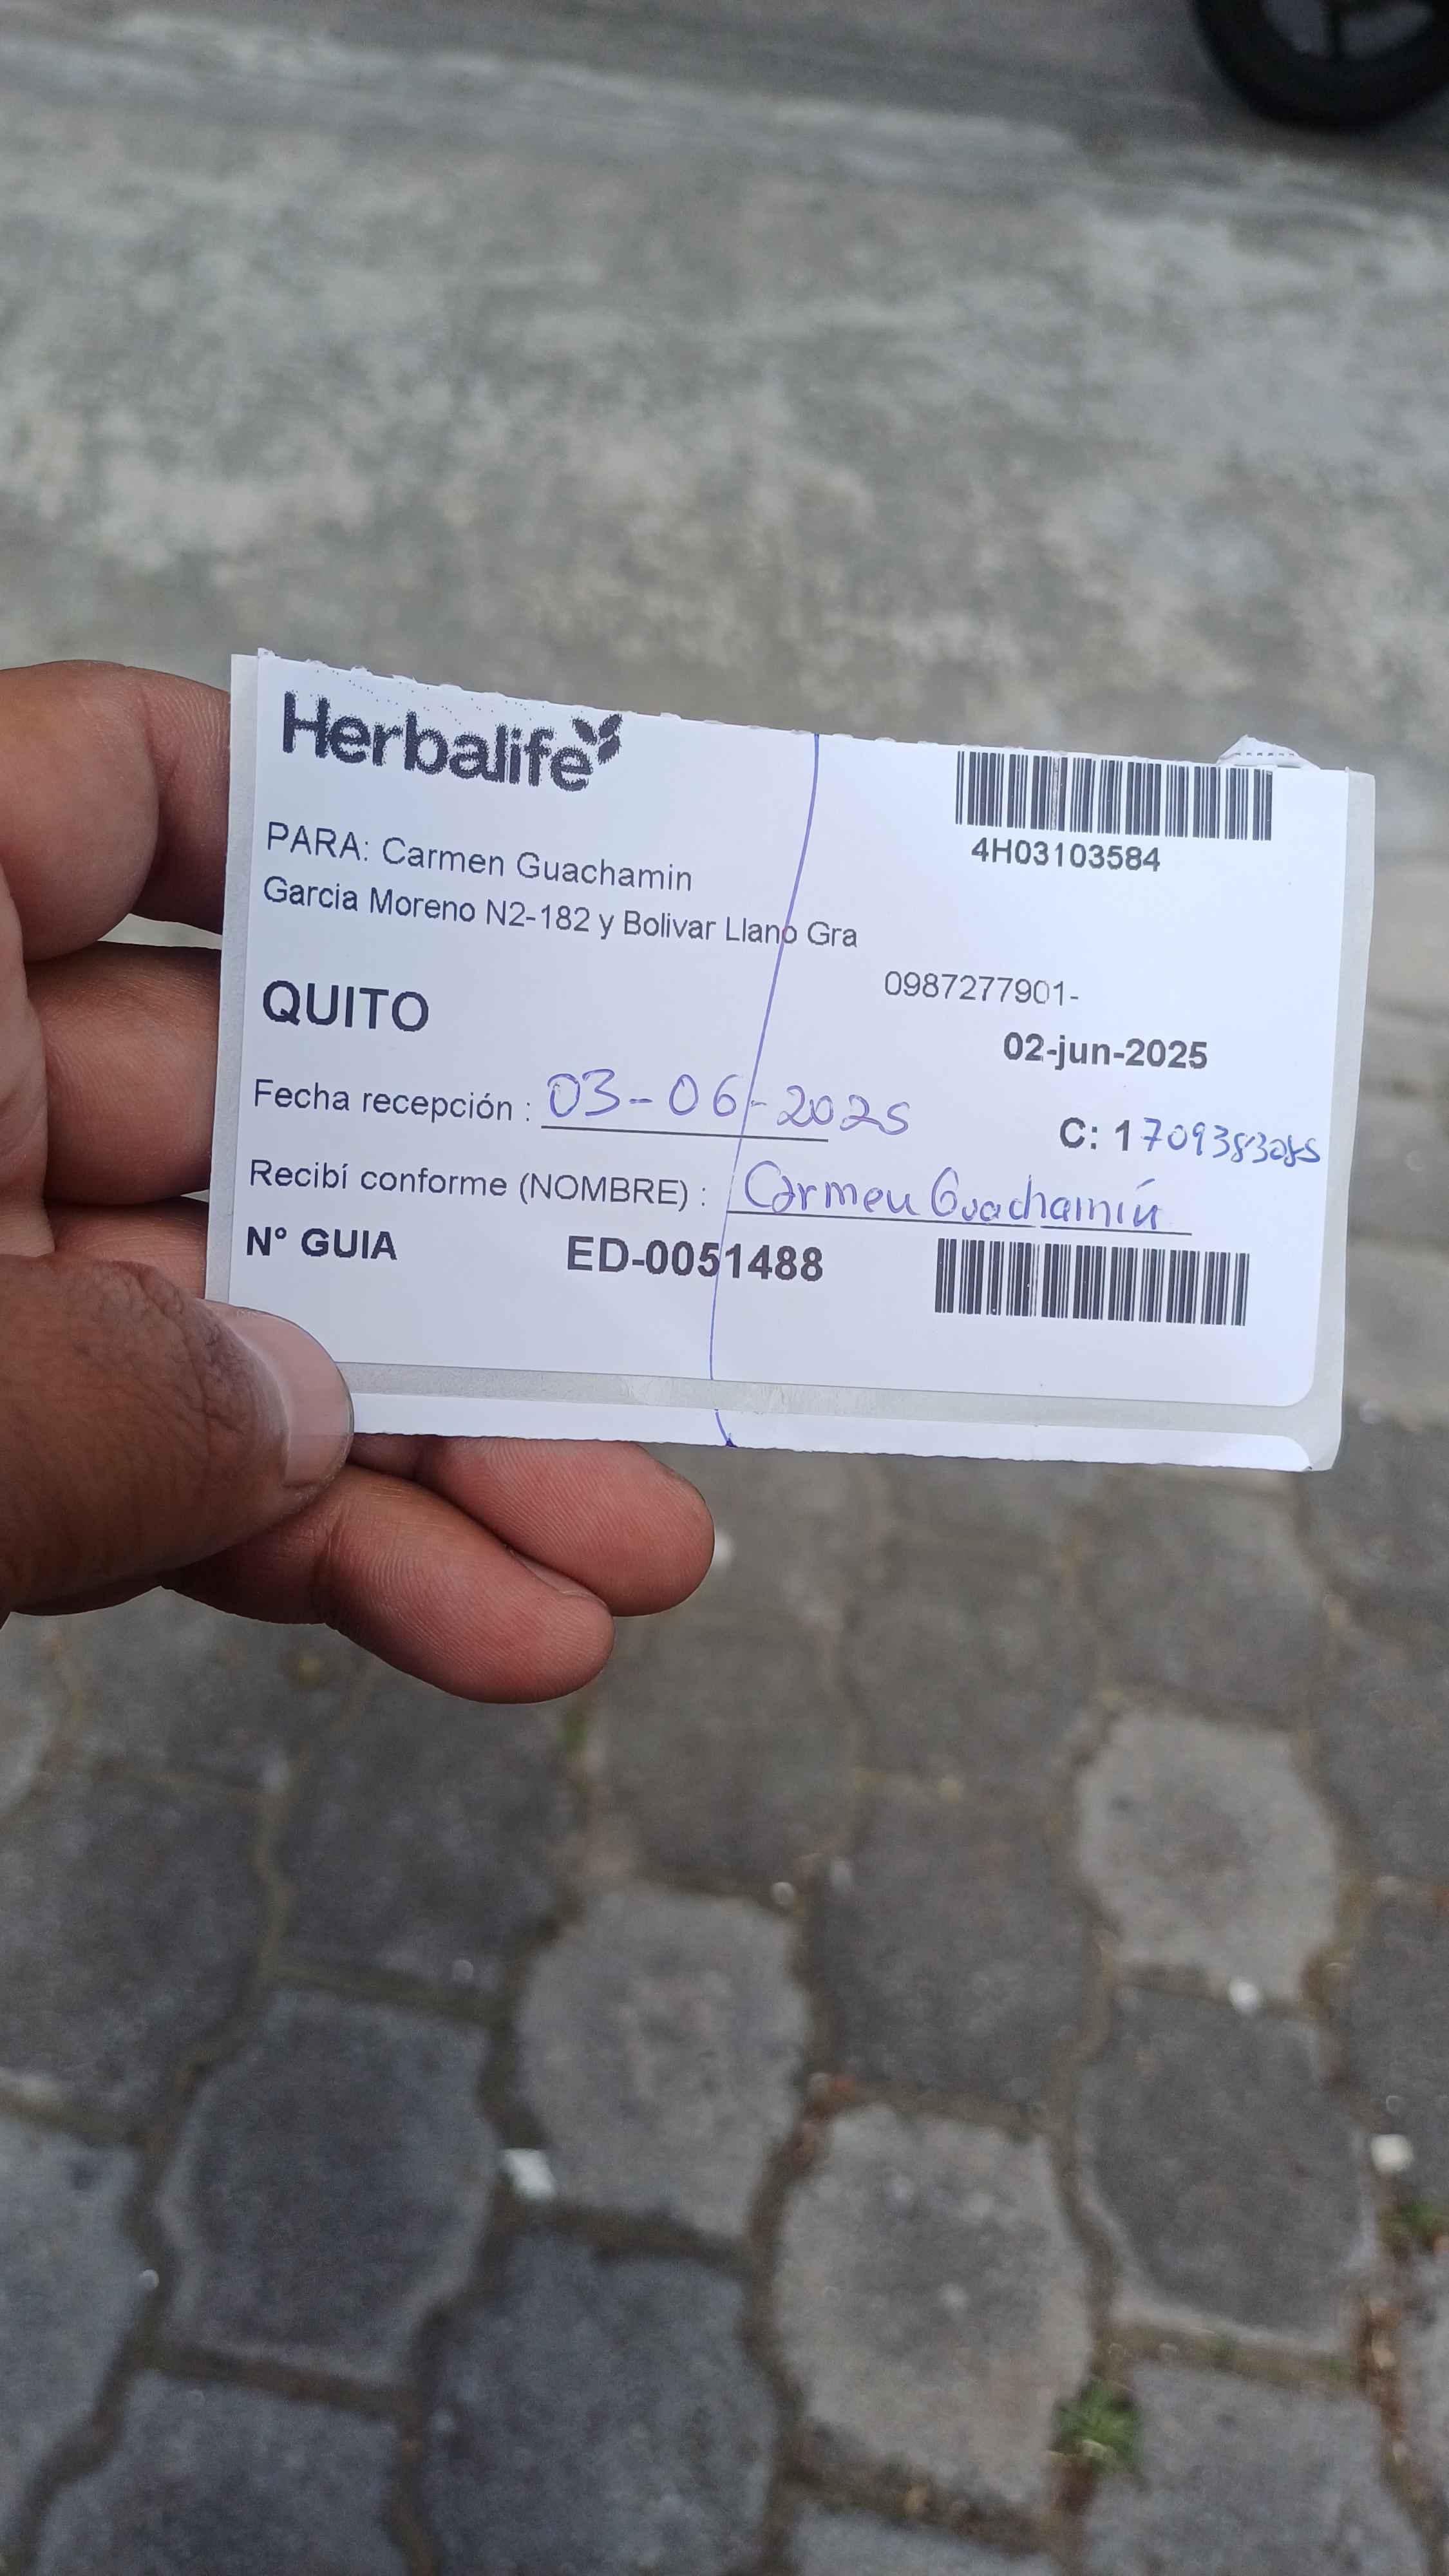 Herbalife
4H03103584
PARA: Carmen Guachamin
Garcia Moreno N2-182 y Bolivar Llano Gra
0987277901-
QUITO
02-jun-2025
Fecha recepción : 03-06-2025
C: 1709383085
Recibí conforme (NOMBRE) : Carmen Guachamín
N° GUIA ED-0051488